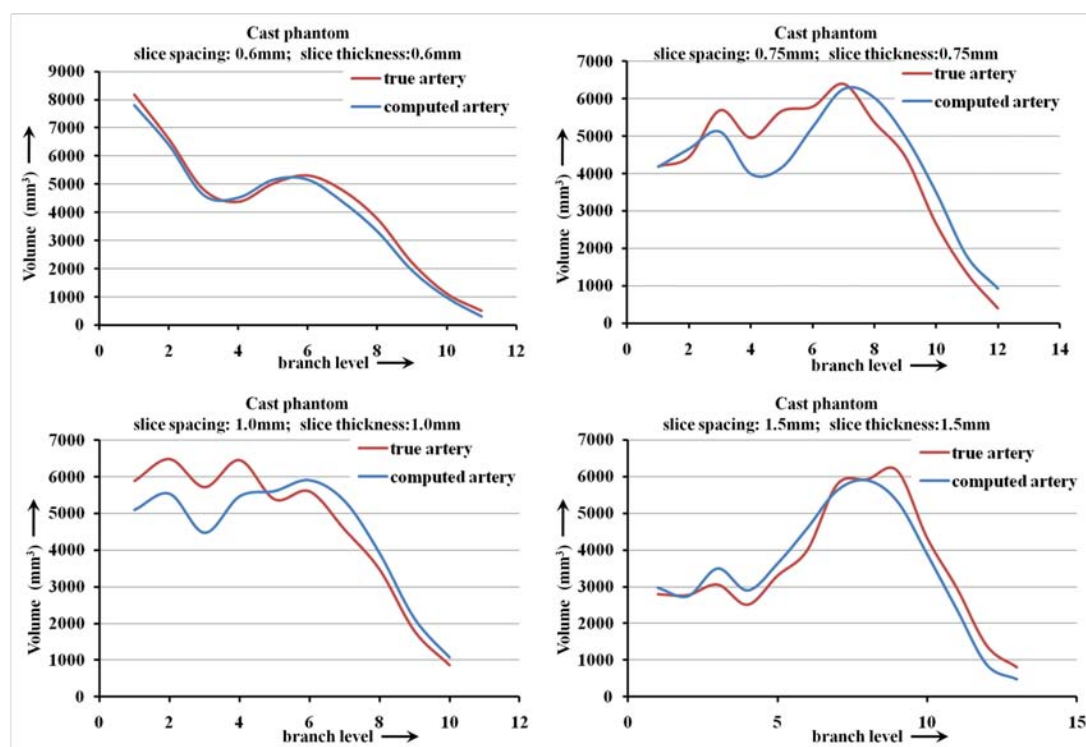 Cast phantom
slice spacing: 0.6mm; slice thickness:0.6mm
9000
8000
7000
6000
5000
4000
3000
2000
1000
0
Volume (mm³)
true artery
computed artery
0 2 4 6 8 10 12
branch level
Cast phantom
slice spacing: 0.75mm; slice thickness:0.75mm
7000
6000
5000
4000
3000
2000
1000
0
Volume (mm³)
true artery
computed artery
0 2 4 6 8 10 12 14
branch level
Cast phantom
slice spacing: 1.0mm; slice thickness:1.0mm
7000
6000
5000
4000
3000
2000
1000
0
Volume (mm³)
true artery
computed artery
0 2 4 6 8 10 12
branch level
Cast phantom
slice spacing: 1.5mm; slice thickness:1.5mm
7000
6000
5000
4000
3000
2000
1000
0
Volume (mm³)
true artery
computed artery
0 5 10 15
branch level